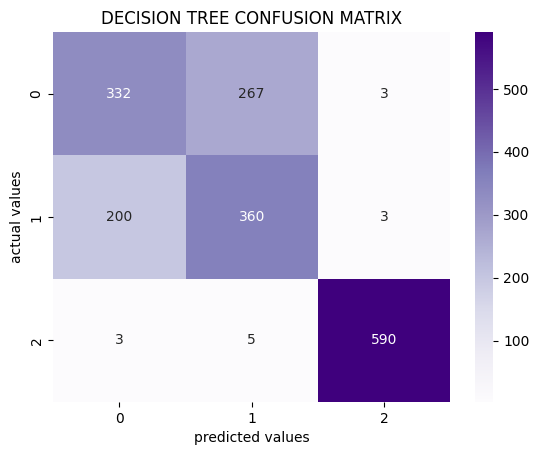 DECISION TREE CONFUSION MATRIX
0 332 267 3
1 200 360 3
2 3 5 590
0 1 2
actual values
predicted values
500
400
300
200
100